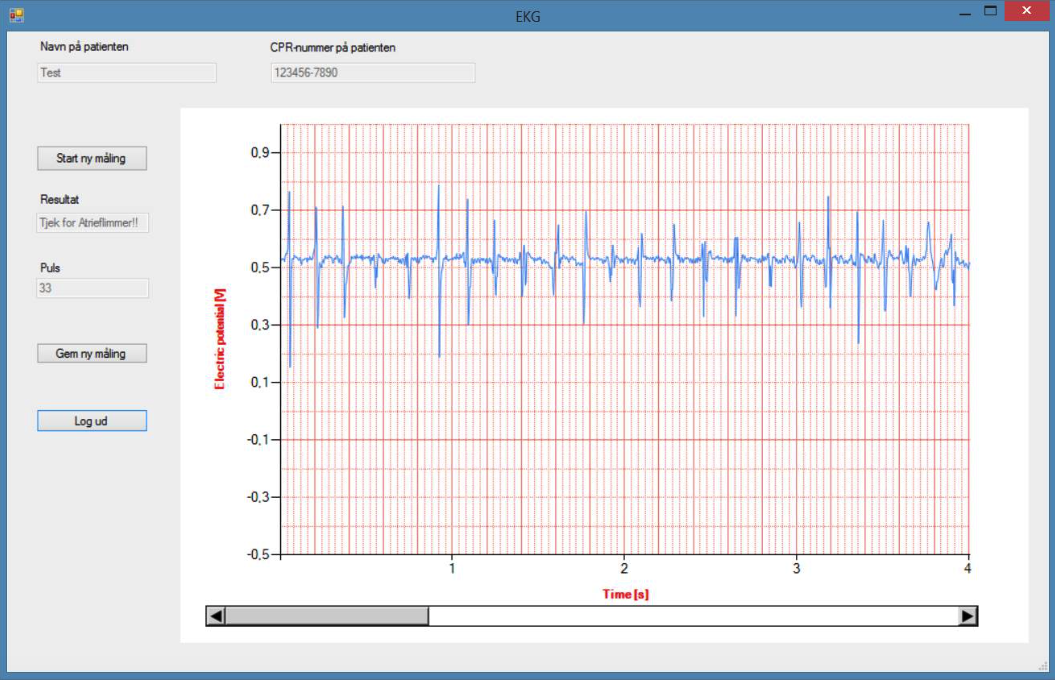 EKG
Navn på patienten
CPR-nummer på patienten
Test
123456-7890
Start ny måling
Resultat
Tjek for Atrieflimmer!!
Puls
33
Gem ny måling
Log ud
Electric potential [V]
0,9
0,7
0,5
0,3
0,1
-0,1
-0,3
-0,5
1
2
3
4
Time [s]